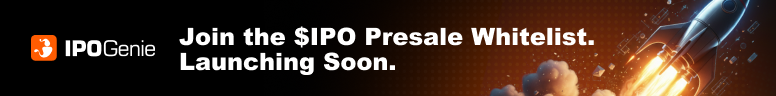 IPOGenie
Join the $IPO Presale Whitelist.
Launching Soon.